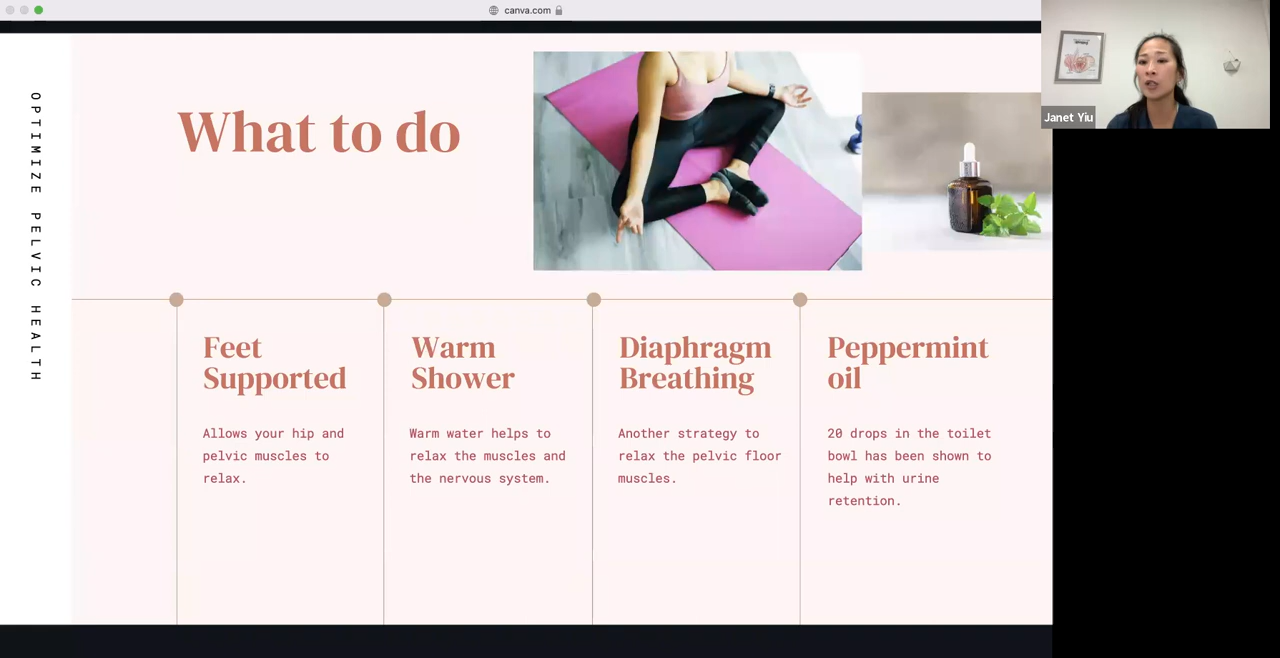 canva.com
Janet Yiu
OPTIMIZE PELVIC HEALTH
What to do
Feet
Supported
Allows your hip and
pelvic muscles to
relax.
Warm
Shower
Warm water helps to
relax the muscles and
the nervous system.
Diaphragm
Breathing
Another strategy to
relax the pelvic floor
muscles.
Peppermint
oil
20 drops in the toilet
bowl has been shown to
help with urine
retention.